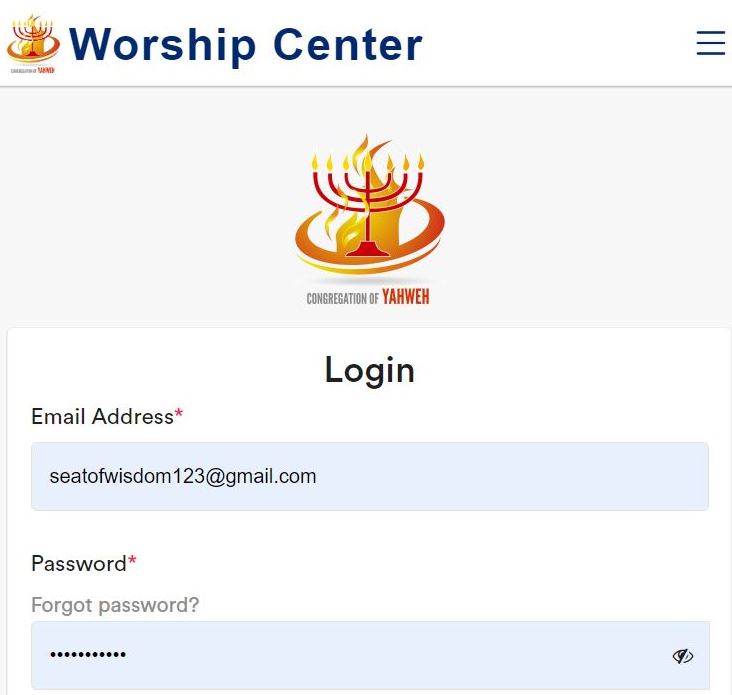 Worship Center
CONGREGATION OF YAHWEH
CONGREGATION OF YAHWEH
Login
Email Address*
seatofwisdom123@gmail.com
Password*
Forgot password?
•••••••••••